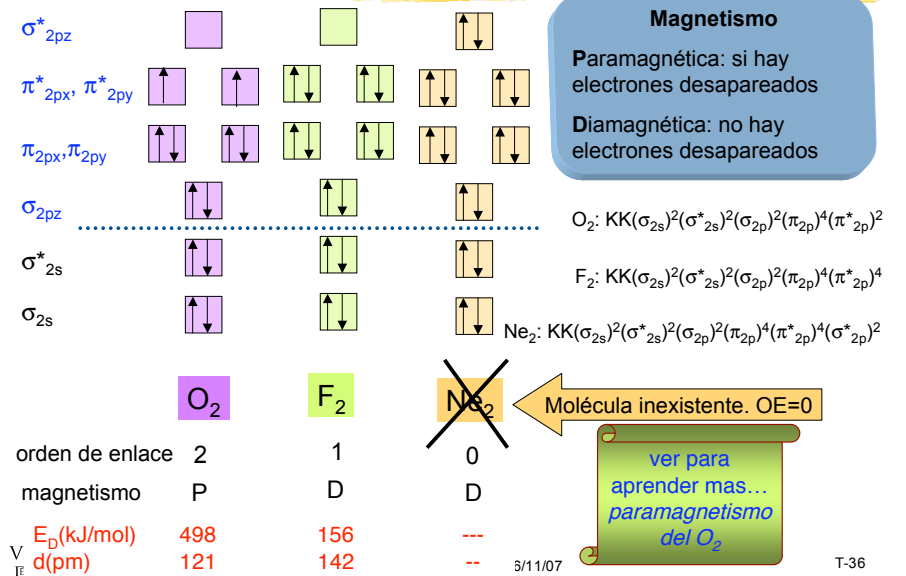 σ*2pz
π*2px, π*2py
π2px,π2py
σ2pz
σ*2s
σ2s
Magnetismo
Paramagnética: si hay
electrones desapareados
Diamagnética: no hay
electrones desapareados
O2: KK(σ2s)2(σ*2s)2(σ2p)2(π2p)4(π*2p)2
F2: KK(σ2s)2(σ*2s)2(σ2p)2(π2p)4(π*2p)4
Ne2: KK(σ2s)2(σ*2s)2(σ2p)2(π2p)4(π*2p)4(σ*2p)2
O2 F2 Ne2
Molécula inexistente. OE=0
orden de enlace 2 1 0
magnetismo P D D
ED(kJ/mol) 498 156 ---
d(pm) 121 142 --
ver para
aprender mas…
paramagnetismo
del O2
6/11/07
T-36